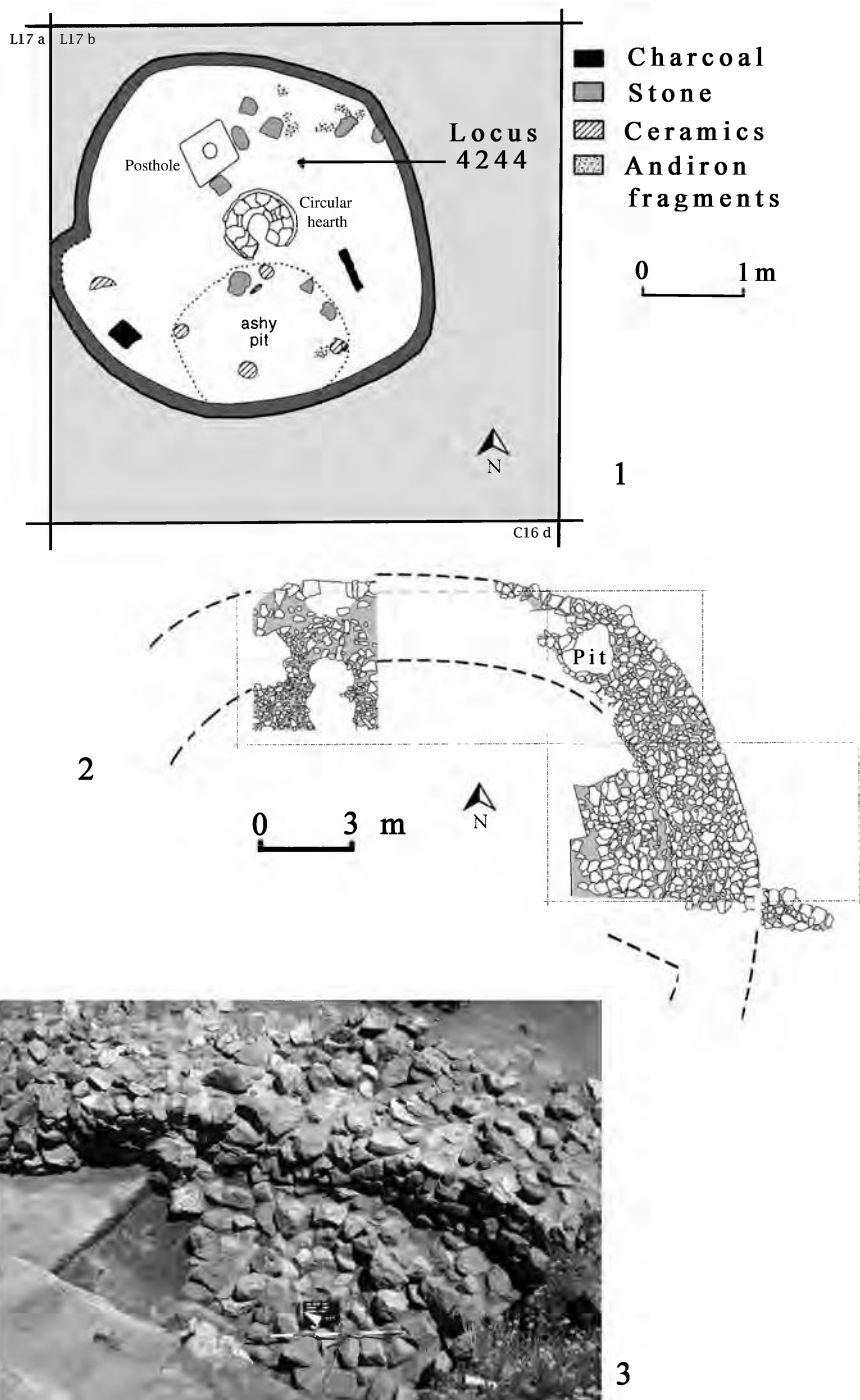 L17 a
L17 b
Charcoal
Stone
Ceramics
Andiron
fragments
Locus
4244
Posthole
Circular
hearth
ashy
pit
0 1 m
N
1
C16 d
Pit
2
0 3 m
N
3